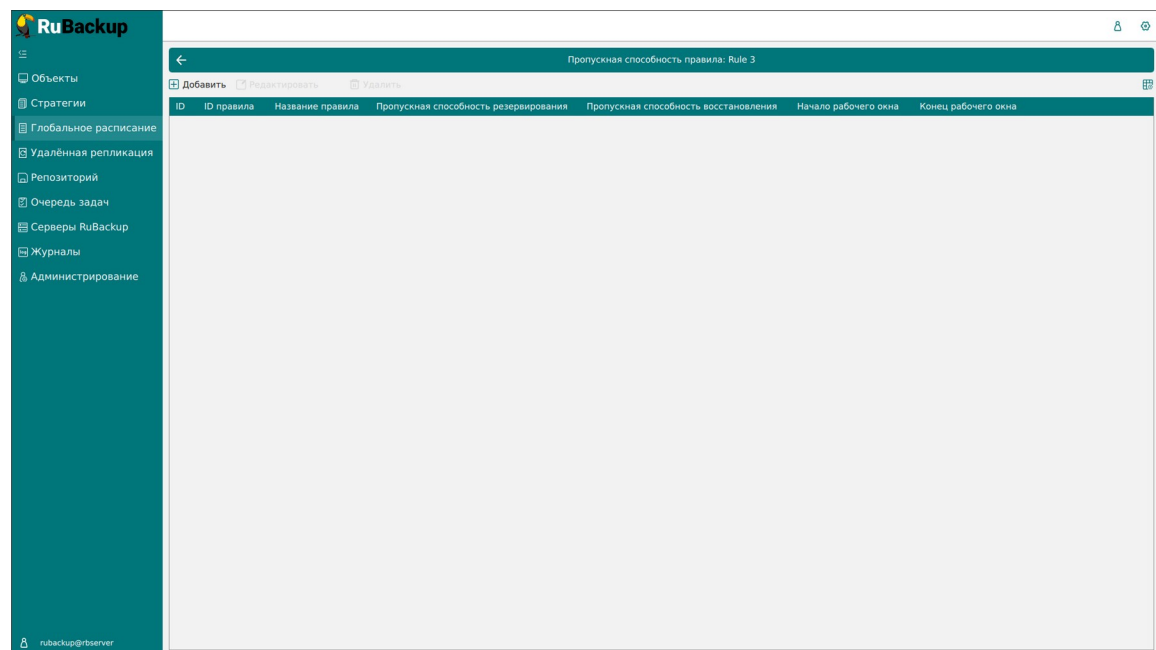 RuBackup
Объекты
Стратегии
Глобальное расписание
Удалённая репликация
Репозиторий
Очередь задач
Серверы RuBackup
Журналы
Администрирование
rubackup@rbserver
Пропускная способность правила: Rule 3
Добавить Редактировать Удалить
ID ID правила Название правила Пропускная способность резервирования Пропускная способность восстановления Начало рабочего окна Конец рабочего окна